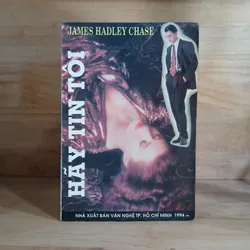 JAMES HADLEY CHASE
HÃY TIN TÔI
NHÀ XUẤT BẢN VĂN NGHỆ TP. HỒ CHÍ MINH 1994